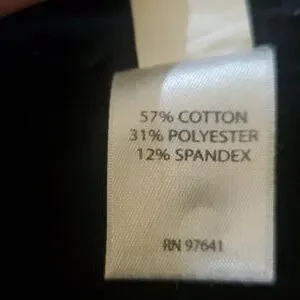 57% COTTON
31% POLYESTER
12% SPANDEX
RN 97641